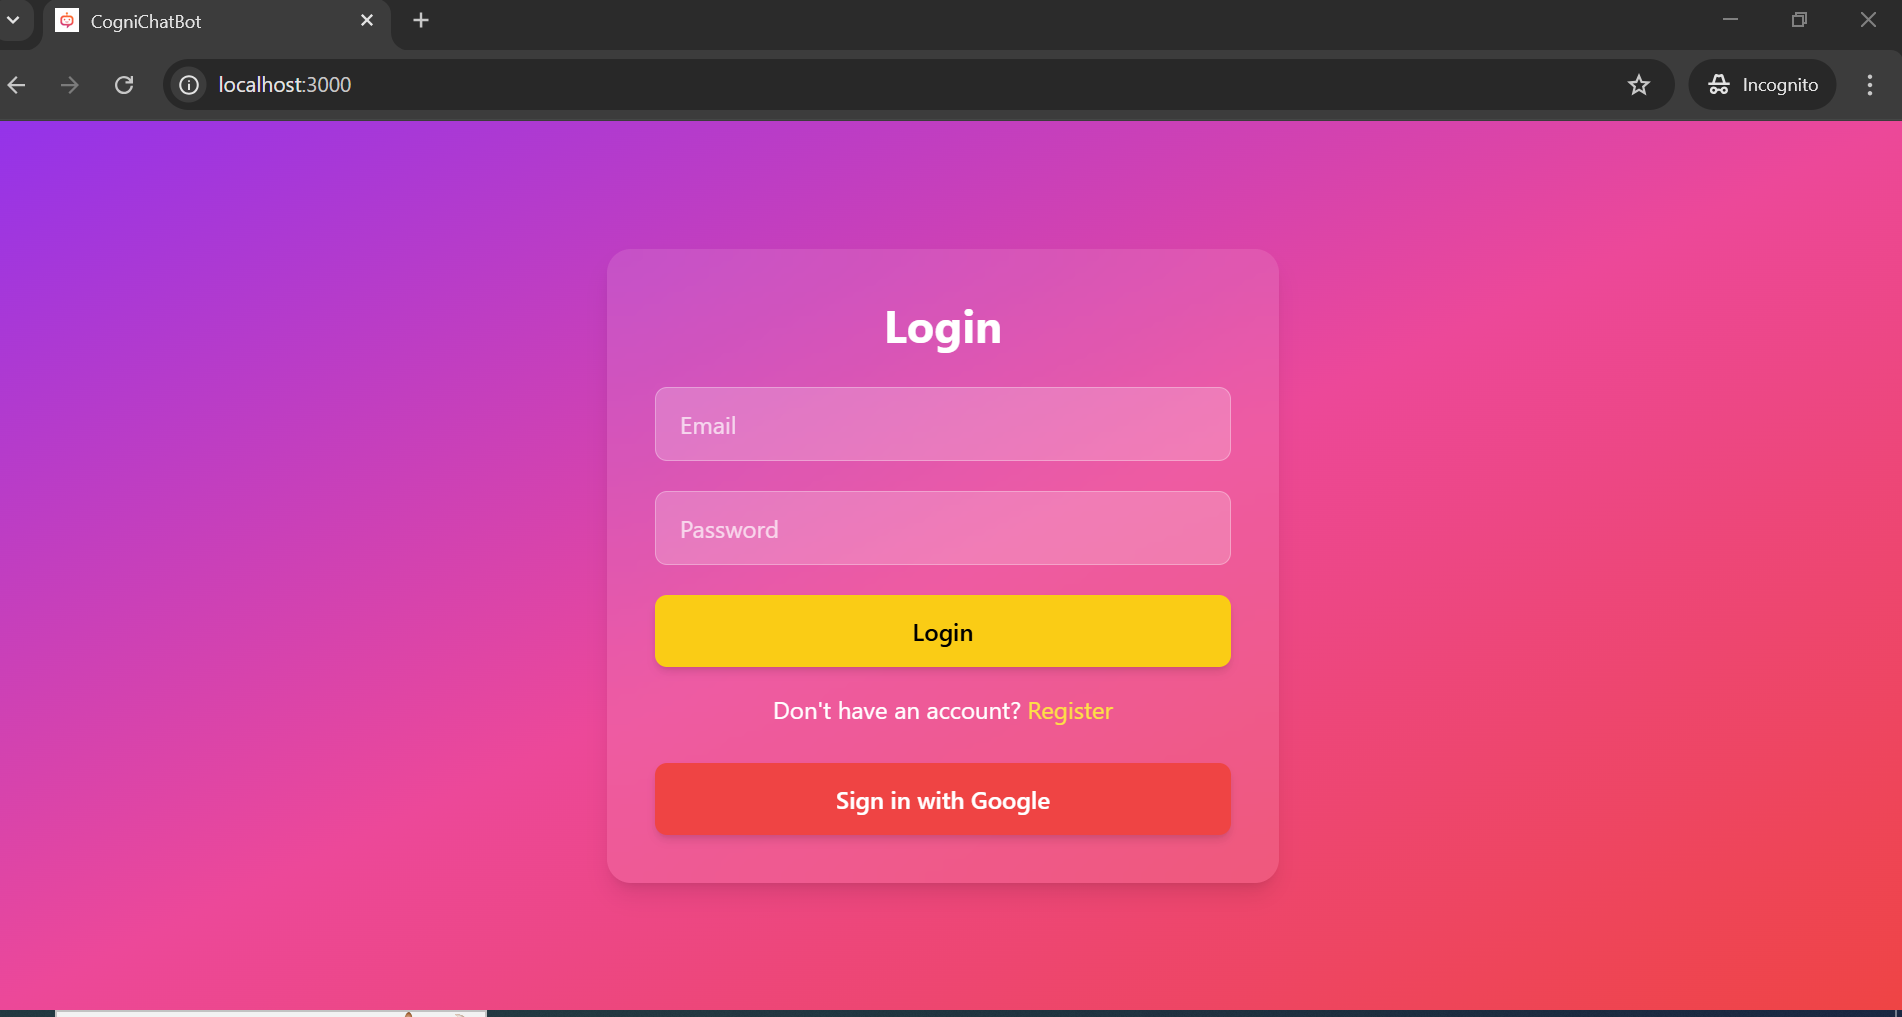 CogniChatBot
localhost:3000
Incognito
Login
Email
Password
Login
Don't have an account? Register
Sign in with Google